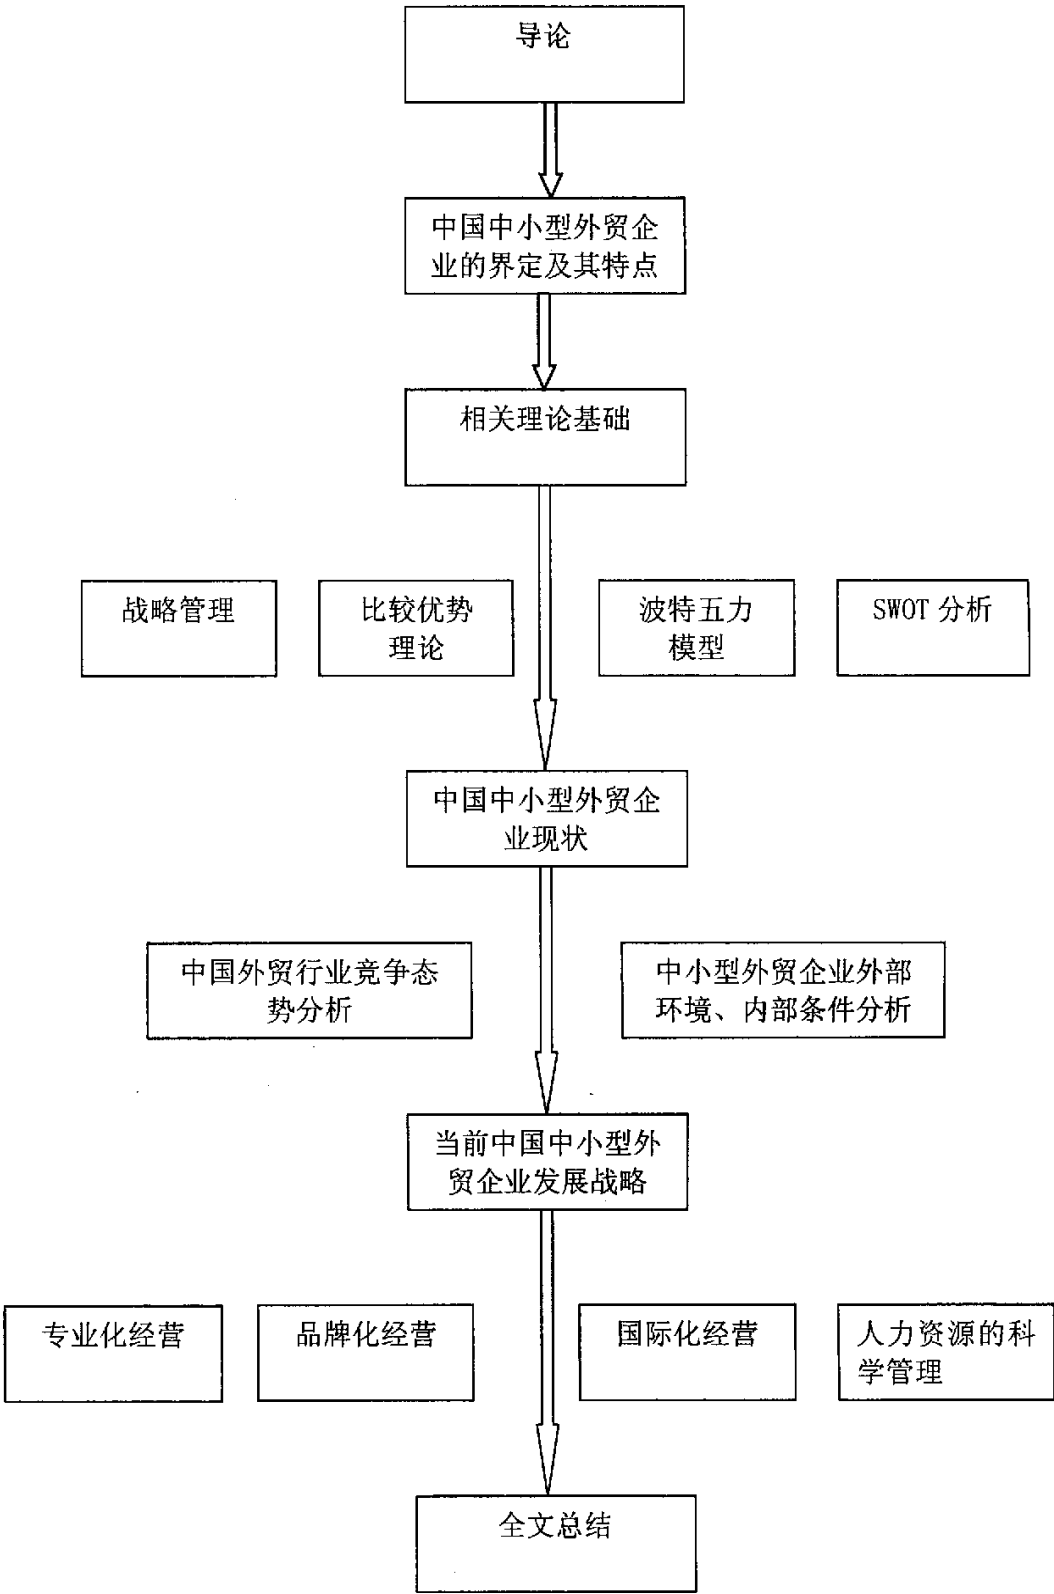 导论
中国中小型外贸企
业的界定及其特点
相关理论基础
战略管理
比较优势
理论
波特五力
模型
SWOT 分析
中国中小型外贸企
业现状
中国外贸行业竞争态
势分析
中小型外贸企业外部
环境、内部条件分析
当前中国中小型外
贸企业发展战略
专业化经营
品牌化经营
国际化经营
人力资源的科
学管理
全文总结